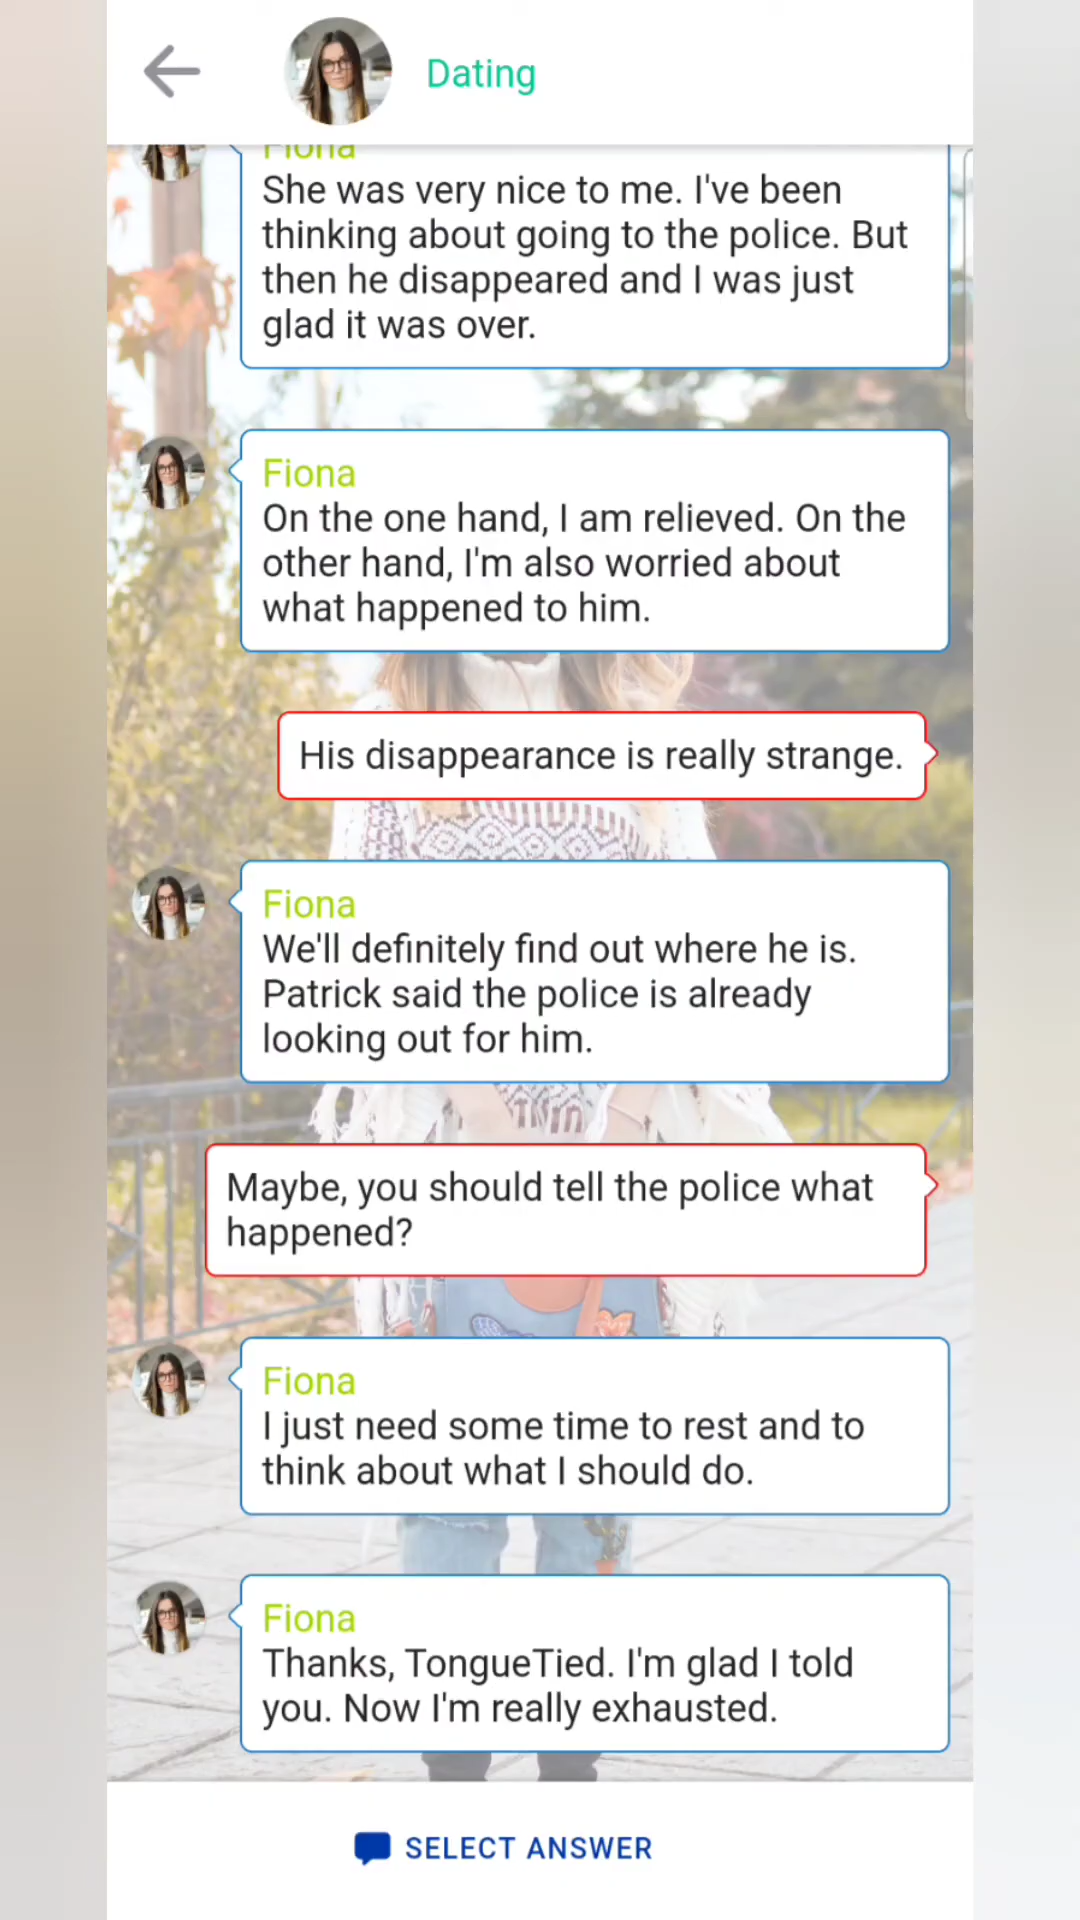 Dating
Fiona
She was very nice to me. I've been
thinking about going to the police. But
then he disappeared and I was just
glad it was over.
Fiona
On the one hand, I am relieved. On the
other hand, I'm also worried about
what happened to him.
His disappearance is really strange.
Fiona
We'll definitely find out where he is.
Patrick said the police is already
looking out for him.
Maybe, you should tell the police what
happened?
Fiona
I just need some time to rest and to
think about what I should do.
Fiona
Thanks, TongueTied. I'm glad I told
you. Now I'm really exhausted.
SELECT ANSWER